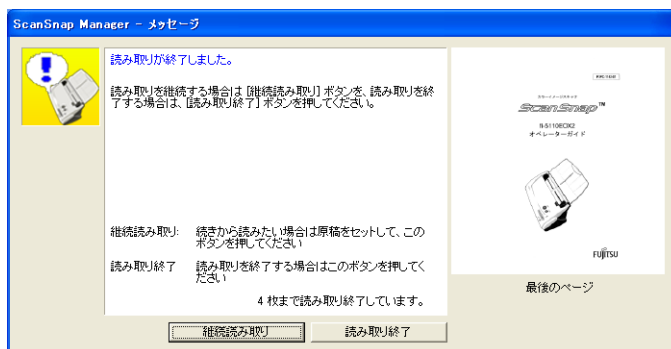 ScanSnap Manager - メッセージ
読み取りが終了しました。
読み取りを継続する場合は [継続読み取り] ボタンを、読み取りを終
了する場合は、[読み取り終了] ボタンを押してください。
継続読み取り: 続きから読みたい場合は原稿をセットして、この
ボタンを押してください
読み取り終了 読み取りを終了する場合はこのボタンを押してく
ださい
4 枚まで読み取り終了しています。
継続読み取り
読み取り終了
ScanSnap™
オペレーターガイド
FUJITSU
最後のページ